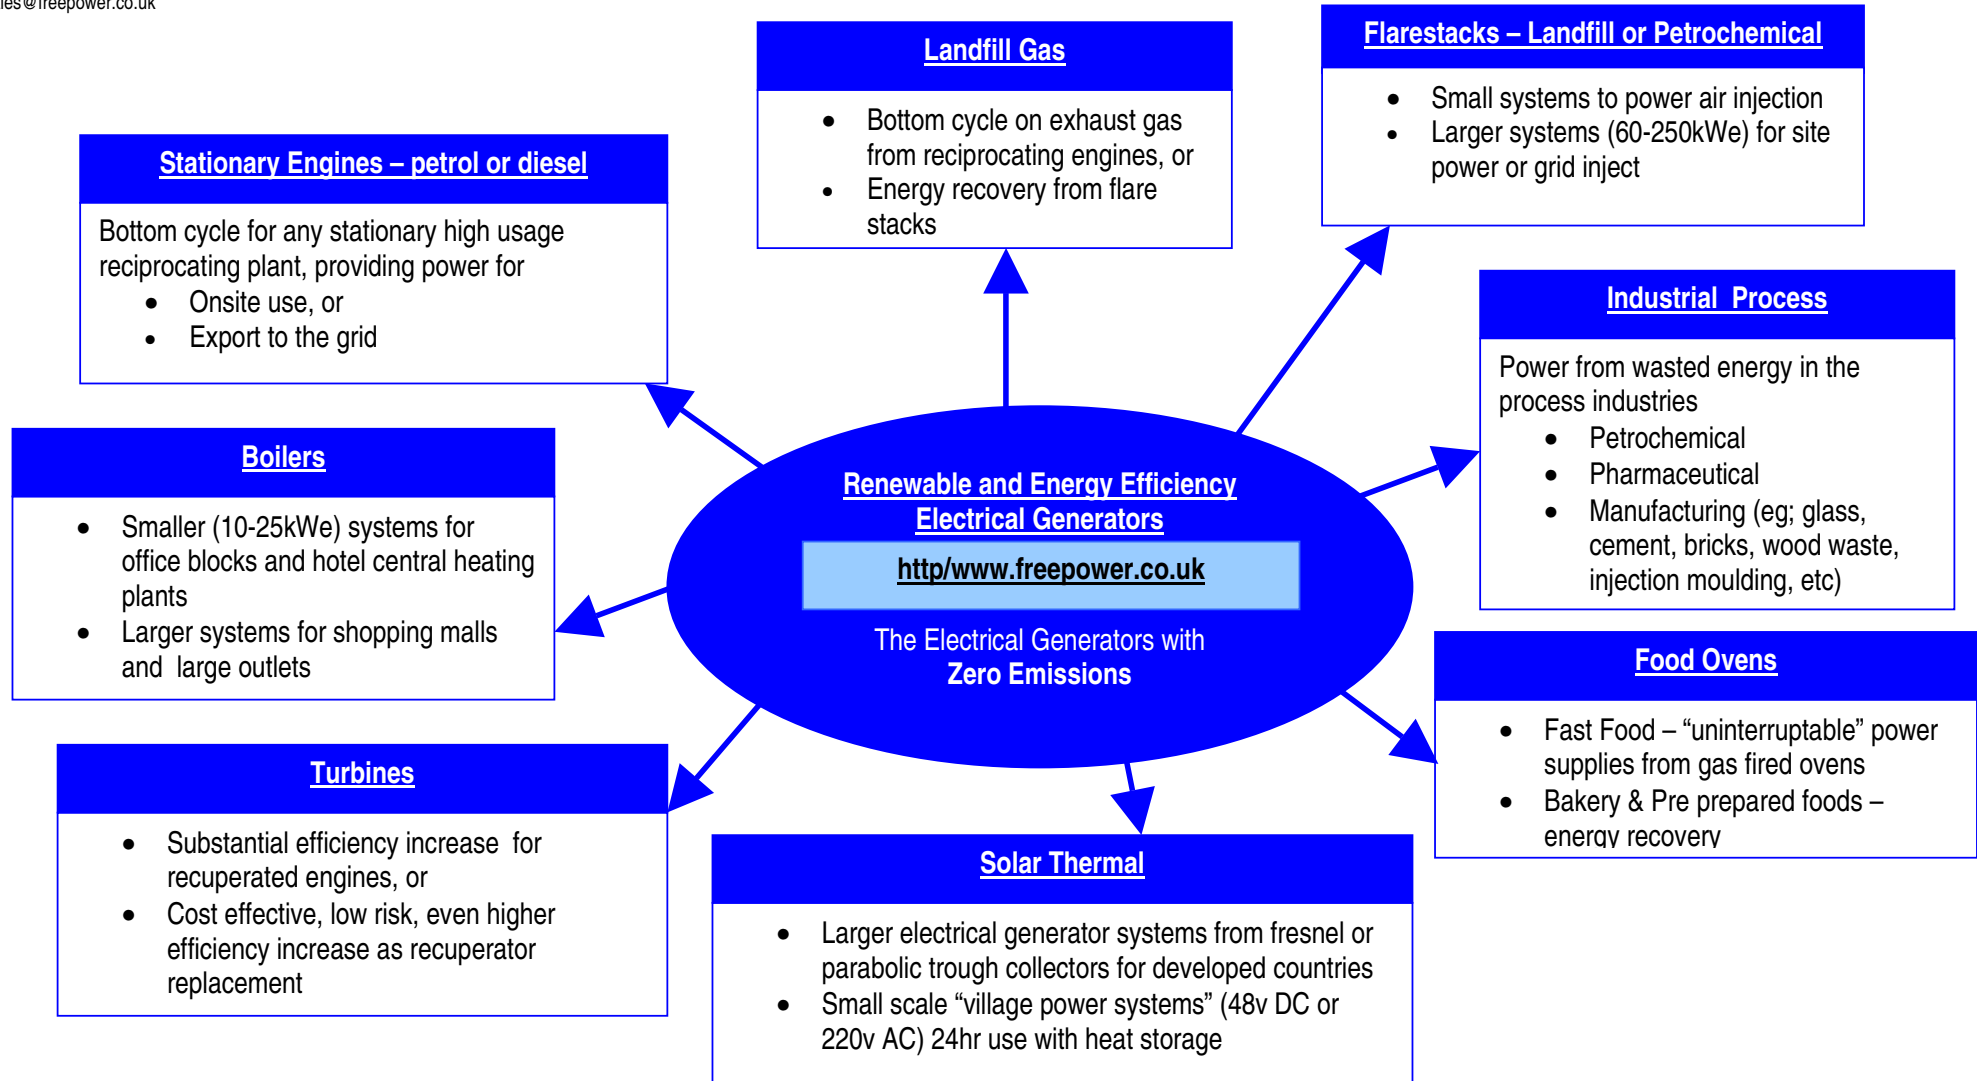 les@freepower.co.uk
Landfill Gas
• Bottom cycle on exhaust gas
from reciprocating engines, or
• Energy recovery from flare
stacks
Flarestacks – Landfill or Petrochemical
• Small systems to power air injection
• Larger systems (60-250kWe) for site
power or grid inject
Stationary Engines – petrol or diesel
Bottom cycle for any stationary high usage
reciprocating plant, providing power for
• Onsite use, or
• Export to the grid
Industrial Process
Power from wasted energy in the
process industries
• Petrochemical
• Pharmaceutical
• Manufacturing (eg; glass,
cement, bricks, wood waste,
injection moulding, etc)
Boilers
• Smaller (10-25kWe) systems for
office blocks and hotel central heating
plants
• Larger systems for shopping malls
and large outlets
Renewable and Energy Efficiency
Electrical Generators
http/www.freepower.co.uk
The Electrical Generators with
Zero Emissions
Food Ovens
• Fast Food – “uninterruptable” power
supplies from gas fired ovens
• Bakery & Pre prepared foods –
energy recovery
Turbines
• Substantial efficiency increase for
recuperated engines, or
• Cost effective, low risk, even higher
efficiency increase as recuperator
replacement
Solar Thermal
• Larger electrical generator systems from fresnel or
parabolic trough collectors for developed countries
• Small scale “village power systems” (48v DC or
220v AC) 24hr use with heat storage